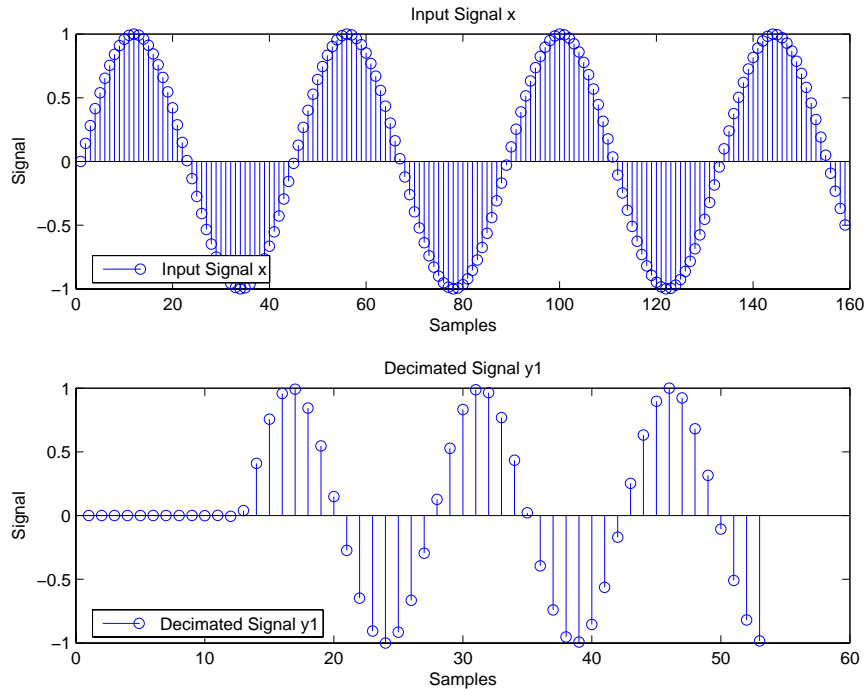 Input Signal x
1
0.5
0
−0.5
−1
Signal
Input Signal x
0 20 40 60 80 100 120 140 160
Samples
Decimated Signal y1
1
0.5
0
−0.5
−1
Signal
Decimated Signal y1
0 10 20 30 40 50 60
Samples